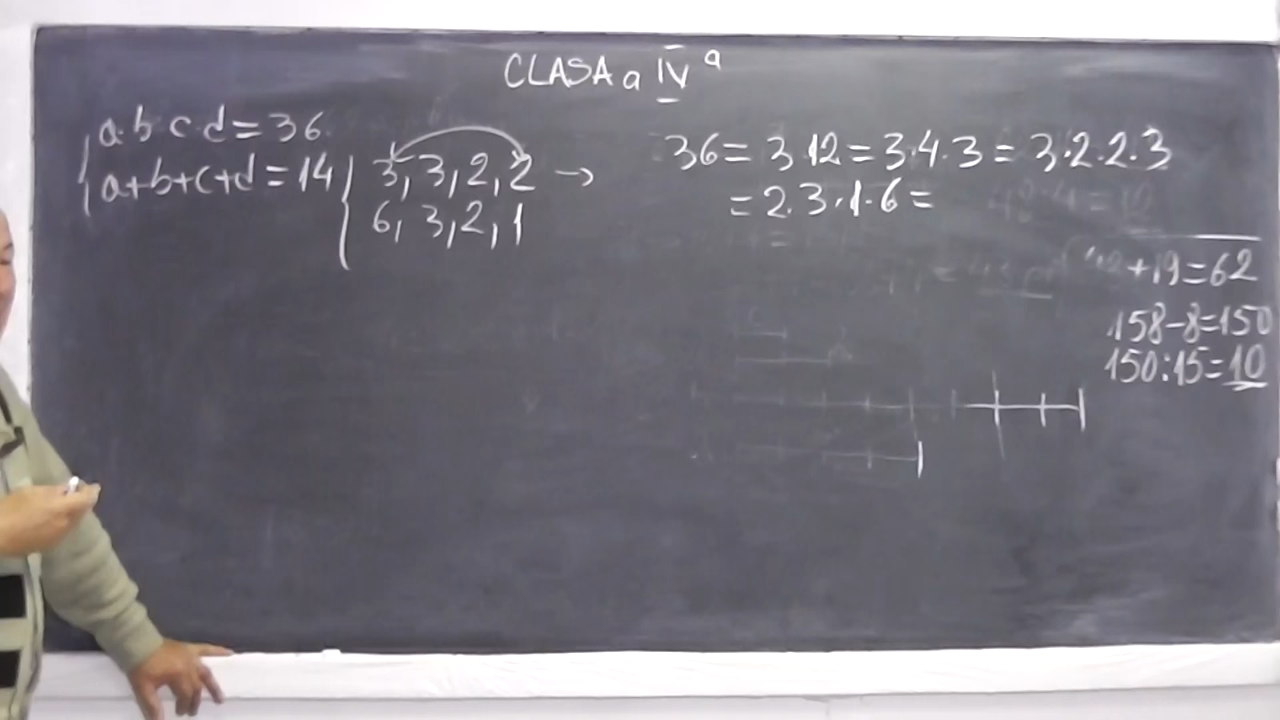 CLASA a IV a
a·b·c·d=36
a+b+c+d=14
3, 3, 2, 2 →
6, 3, 2, 1
36= 3·12=3·4·3=3·2·2·3
=2·3·1·6=
+19=62
158-8=150
150:15=10